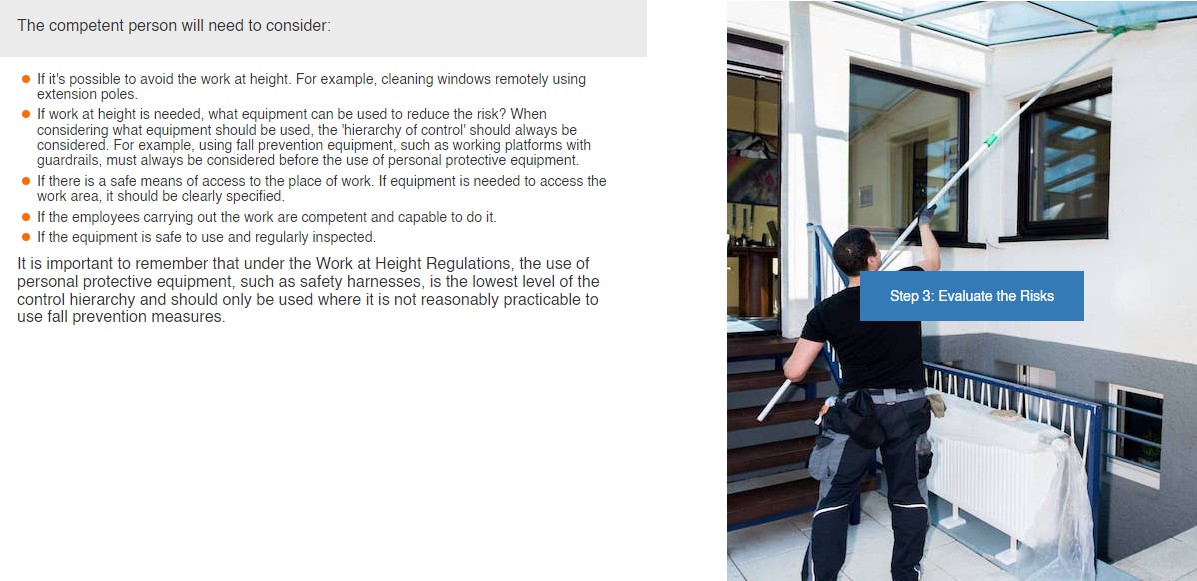 The competent person will need to consider:
If it's possible to avoid the work at height. For example, cleaning windows remotely using
extension poles.
If work at height is needed, what equipment can be used to reduce the risk? When
considering what equipment should be used, the 'hierarchy of control' should always be
considered. For example, using fall prevention equipment, such as working platforms with
guardrails, must always be considered before the use of personal protective equipment.
If there is a safe means of access to the place of work. If equipment is needed to access the
work area, it should be clearly specified.
If the employees carrying out the work are competent and capable to do it.
If the equipment is safe to use and regularly inspected.
It is important to remember that under the Work at Height Regulations, the use of
personal protective equipment, such as safety harnesses, is the lowest level of the
control hierarchy and should only be used where it is not reasonably practicable to
use fall prevention measures.
Step 3: Evaluate the Risks